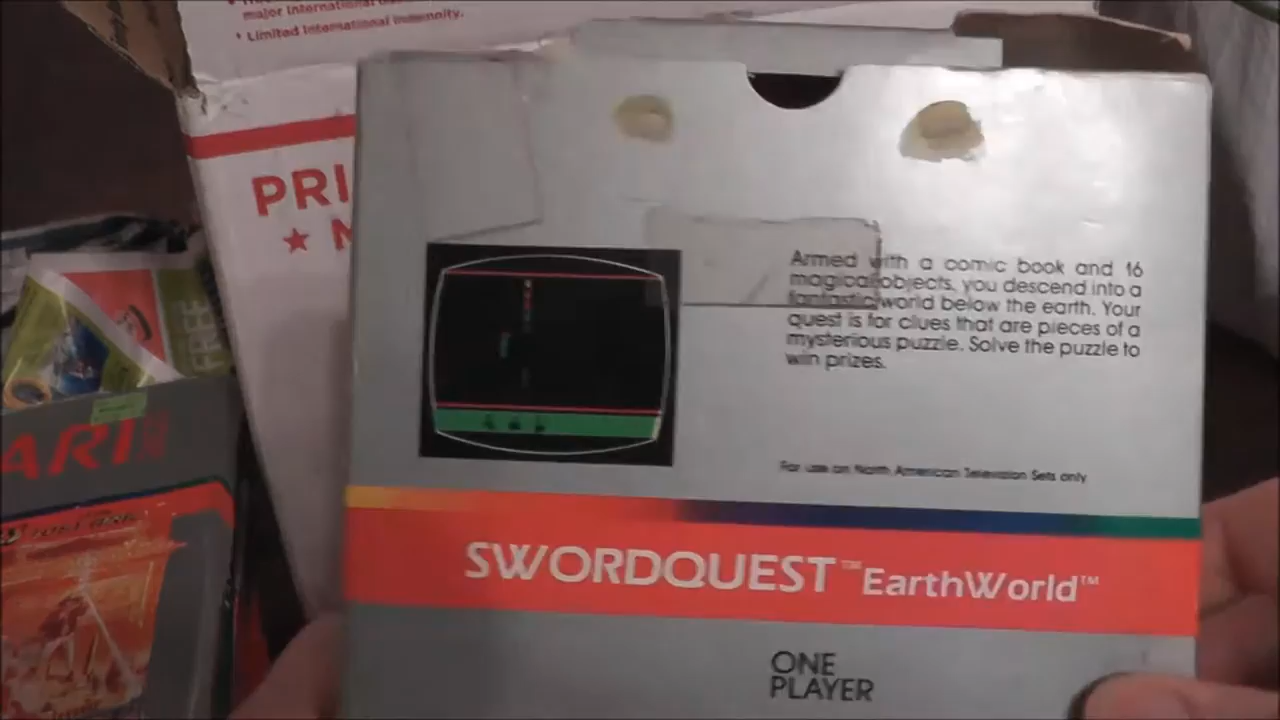 major International
• Limited International Indemnity.
PRI
★ M
FREE
ARI
Armed with a comic book and 16
magical objects, you descend into a
fantastic world below the earth. Your
quest is for clues that are pieces of a
mysterious puzzle. Solve the puzzle to
win prizes.
For use on North American Television Sets only
SWORDQUEST™ EarthWorld™
ONE
PLAYER